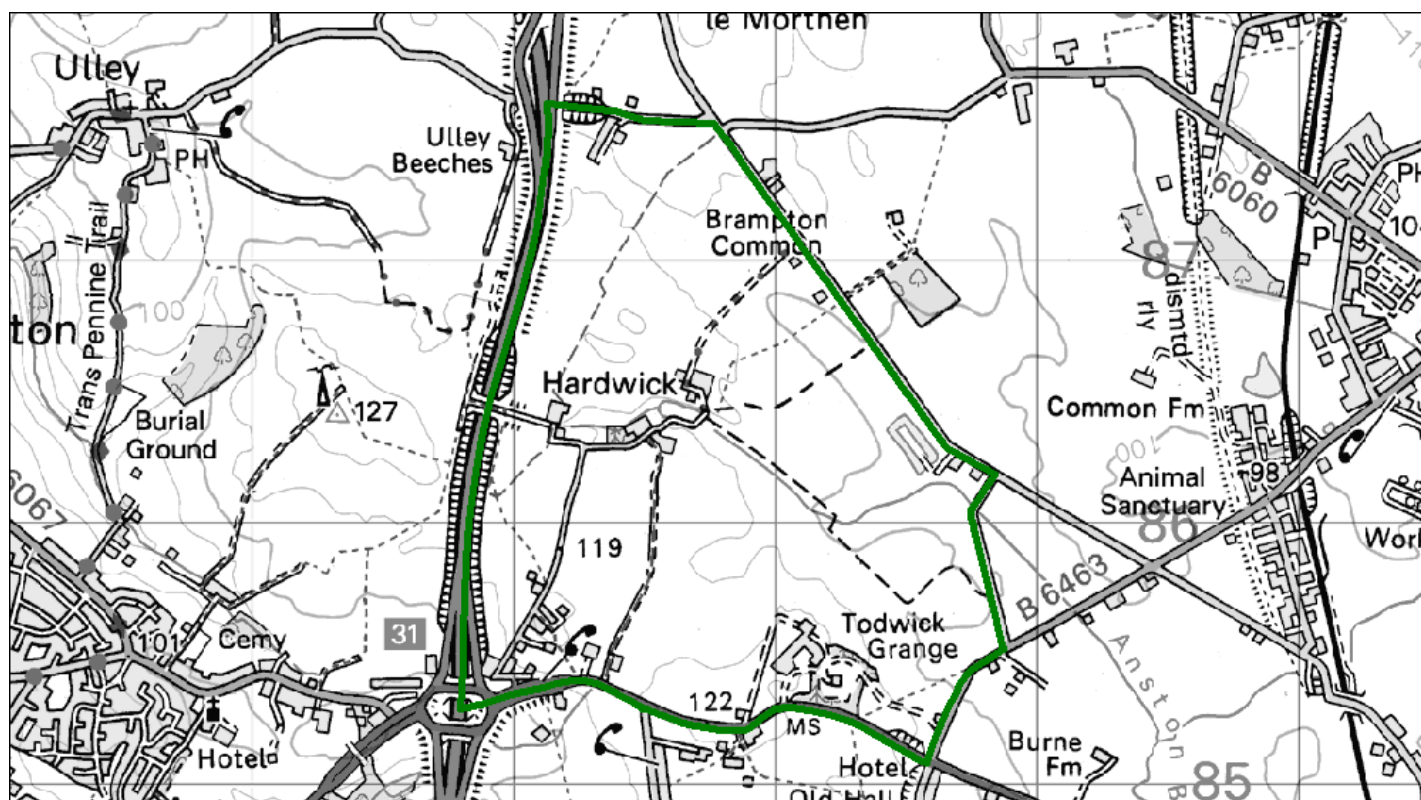 le Morthen
Ulley
PH
Ulley
Beeches
B
6060
PH
P
104
Brampton
Common
87
dismtd
rly
Trans Pennine Trail
100
ton
127
Hardwick
Burial
Ground
Common Fm
100
Animal
Sanctuary
98
86
6067
119
B 6463
31
101
Cemy
Todwick
Grange
Anston B
122
MS
Hotel
Hotel
Old Hall
Burne
Fm
85